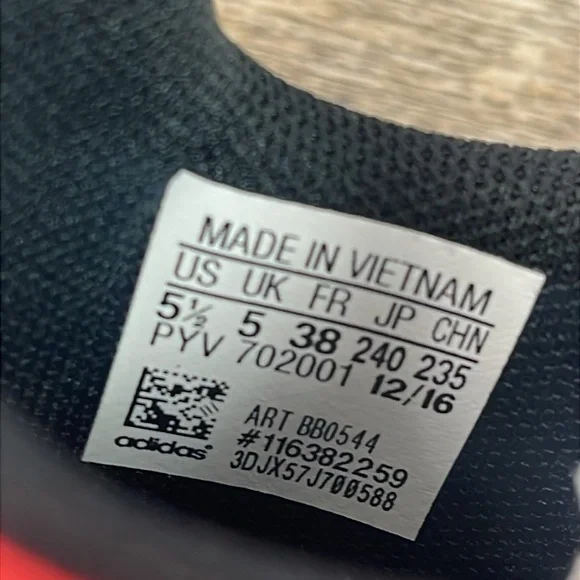 MADE IN VIETNAM
US UK FR JP CHN
5½ 5 38 240 235
PYV 702001 12/16
ART BB0544
#116382259
3DJX57J700588
adidas